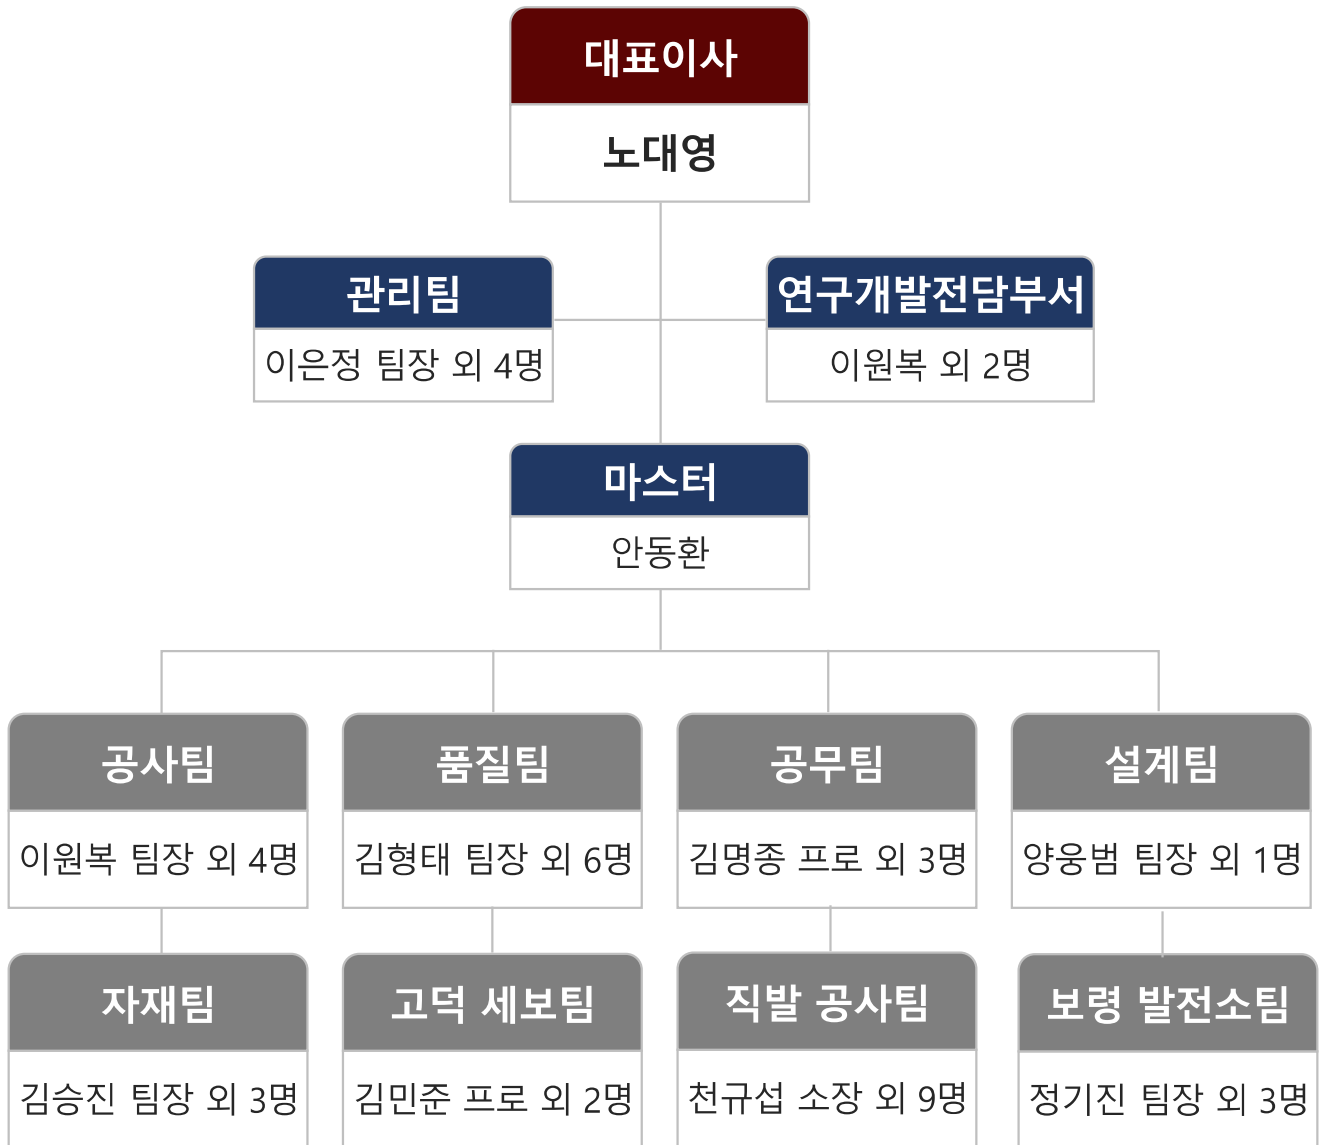 대표이사
노대영
관리팀
이은정 팀장 외 4명
연구개발전담부서
이원복 외 2명
마스터
안동환
공사팀
이원복 팀장 외 4명
품질팀
김형태 팀장 외 6명
공무팀
김명종 프로 외 3명
설계팀
양웅범 팀장 외 1명
자재팀
김승진 팀장 외 3명
고덕 세보팀
김민준 프로 외 2명
직발 공사팀
천규섭 소장 외 9명
보령 발전소팀
정기진 팀장 외 3명